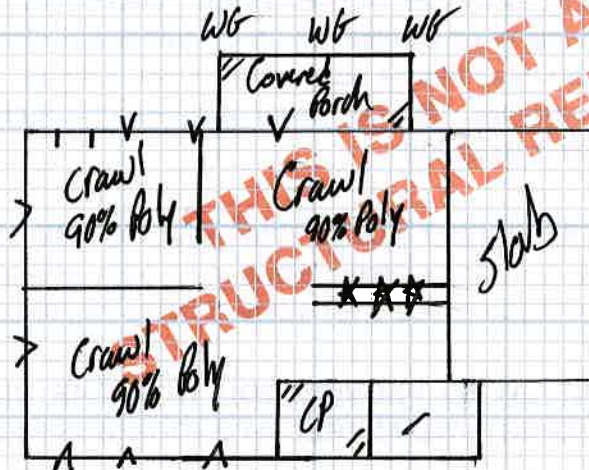 WG WG WG
Covered
Porch
THIS IS NOT A
STRUCTURAL RE
Crawl
90% Poly
Crawl
90% Poly
Slab
Crawl
90% Poly
CP